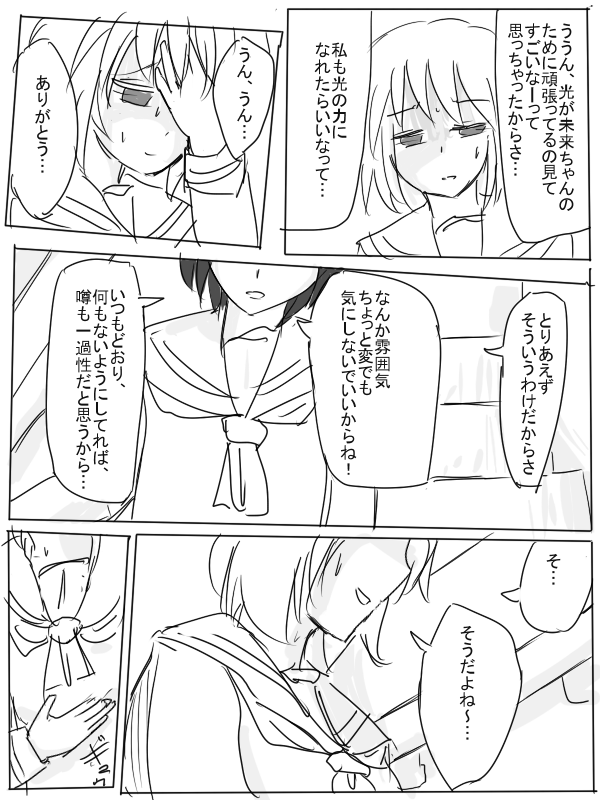 ううん、光が未来ちゃんの
ために頑張ってるの見て
すごいなーって
思っちゃったからさ…
私も光の力に
なれたらいいなって…
うん、うん…
ありがとう…
とりあえず
そういうわけだからさ
なんか雰囲気
ちょっと変でも
気にしないでいいからね！
いつもどおり、
何もないようにしてれば、
噂も一過性だと思うから…
そ…
そうだよね～…
ギュッ